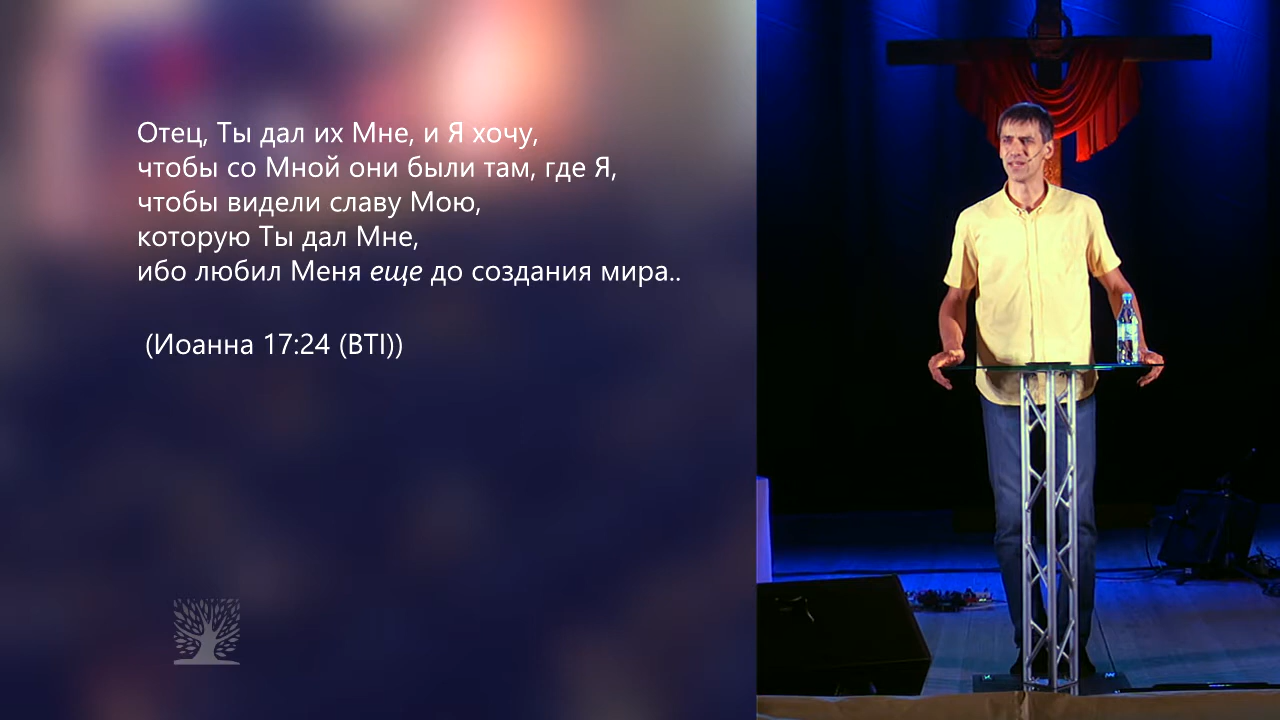 Отец, Ты дал их Мне, и Я хочу,
чтобы со Мной они были там, где Я,
чтобы видели славу Мою,
которую Ты дал Мне,
ибо любил Меня еще до создания мира..
(Иоанна 17:24 (BTI))